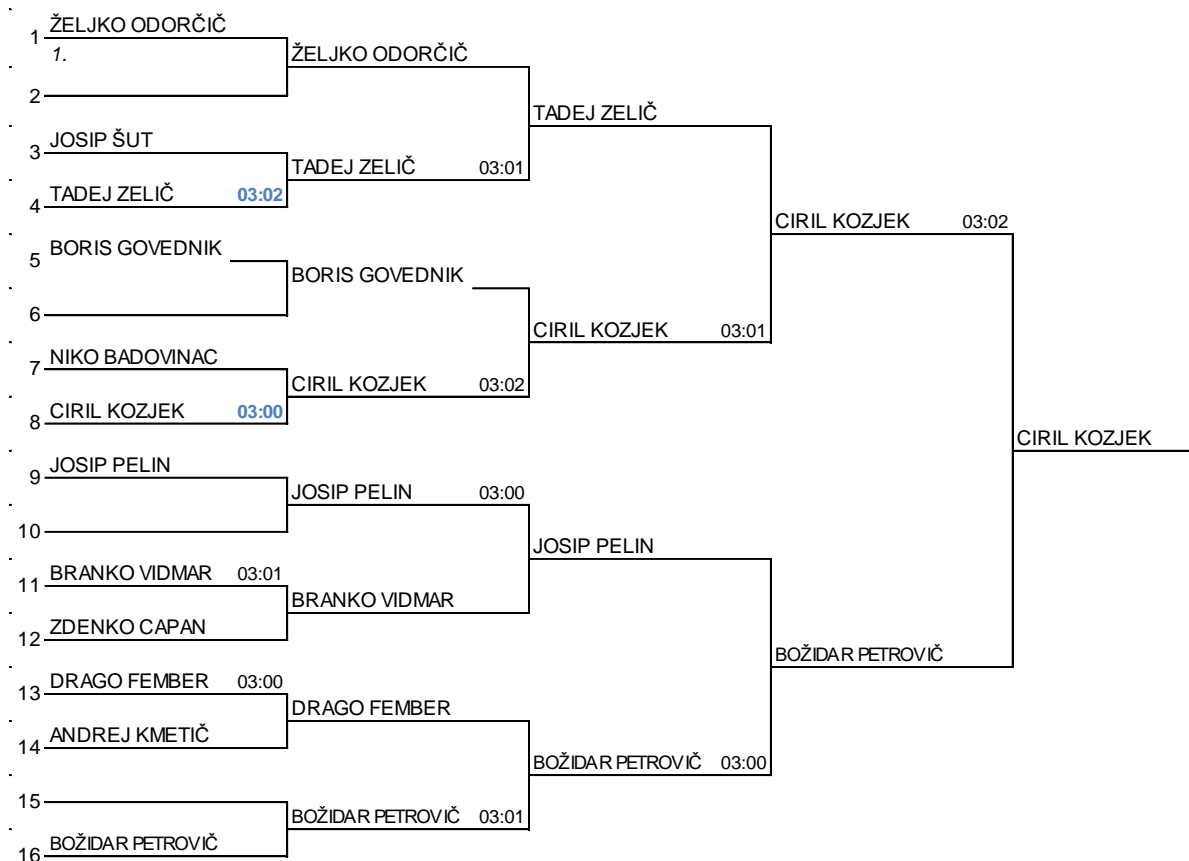 1 ŽELJKO ODORČIČ
1.
ŽELJKO ODORČIČ
2
TADEJ ZELIČ
3 JOSIP ŠUT
TADEJ ZELIČ 03:01
4 TADEJ ZELIČ 03:02
CIRIL KOZJEK 03:02
5 BORIS GOVEDNIK
BORIS GOVEDNIK
6
CIRIL KOZJEK 03:01
7 NIKO BADOVINAC
CIRIL KOZJEK 03:02
8 CIRIL KOZJEK 03:00
CIRIL KOZJEK
9 JOSIP PELIN
JOSIP PELIN 03:00
10
JOSIP PELIN
11 BRANKO VIDMAR 03:01
BRANKO VIDMAR
12 ZDENKO CAPAN
BOŽIDAR PETROVIČ
13 DRAGO FEMBER 03:00
DRAGO FEMBER
14 ANDREJ KMETIČ
BOŽIDAR PETROVIČ 03:00
15
BOŽIDAR PETROVIČ 03:01
16 BOŽIDAR PETROVIČ